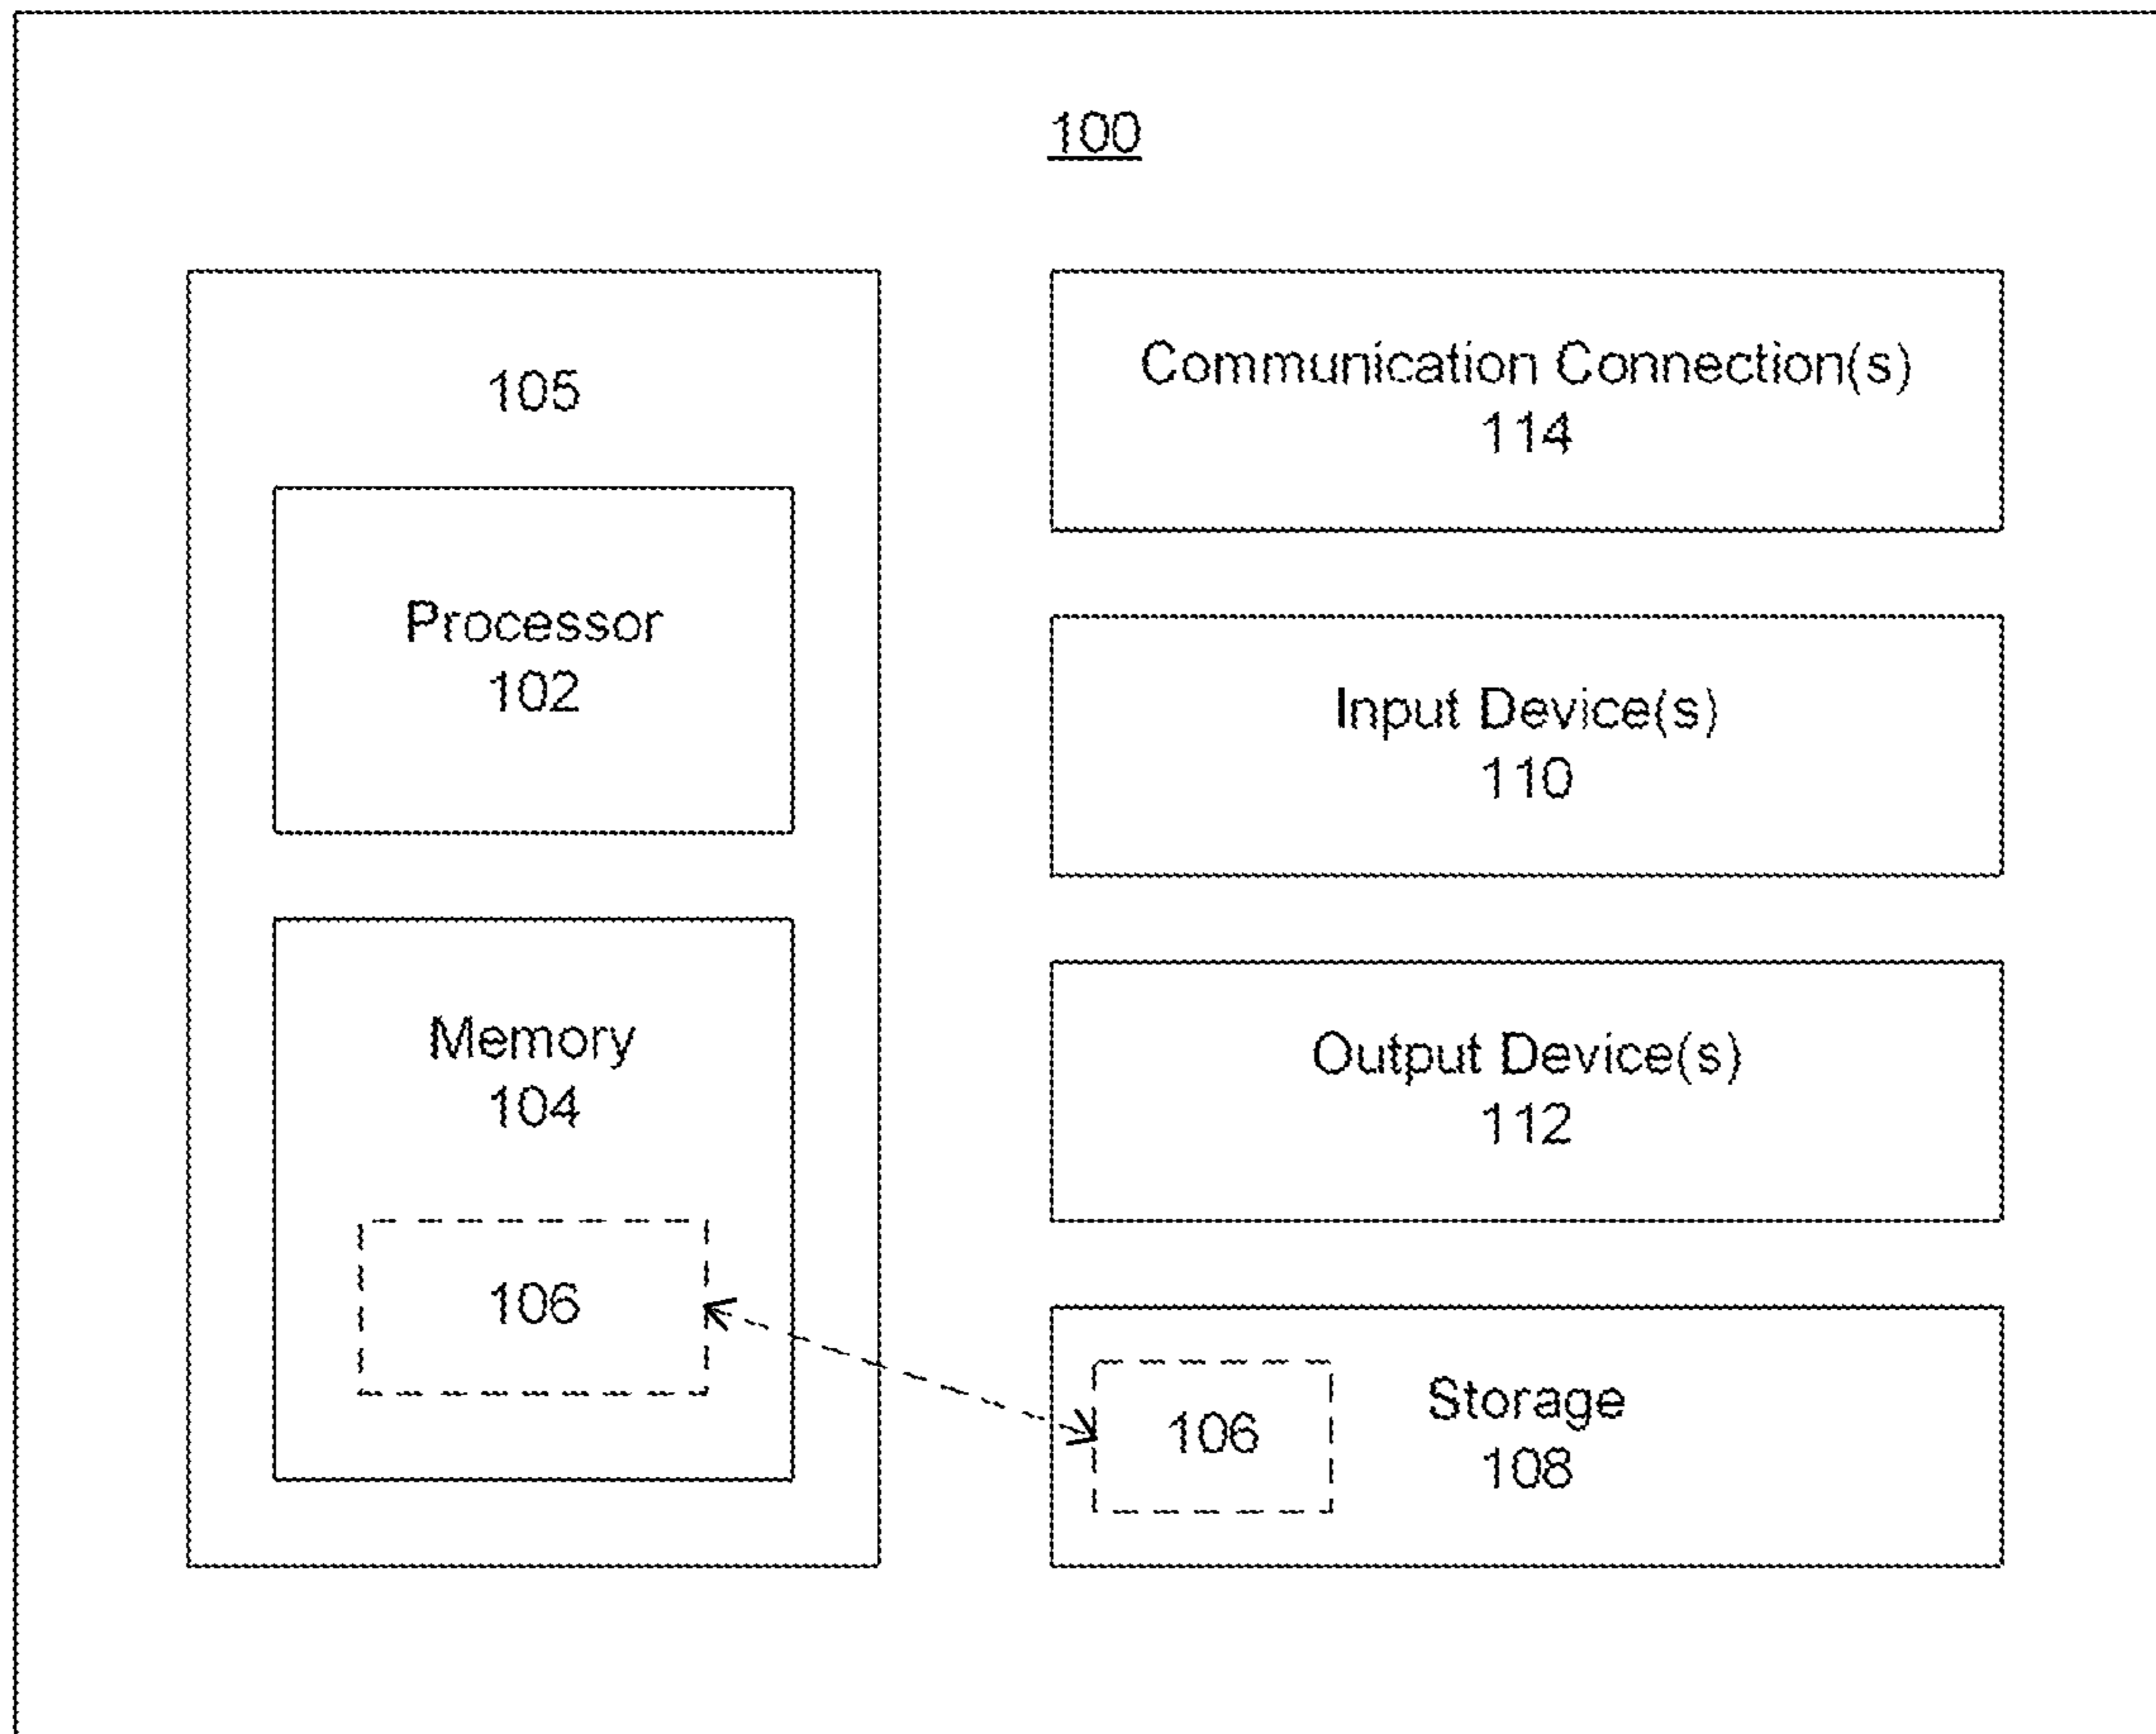 100
105
Processor
102
Memory
104
106
Communication Connection(s)
114
Input Device(s)
110
Output Device(s)
112
106
Storage
108